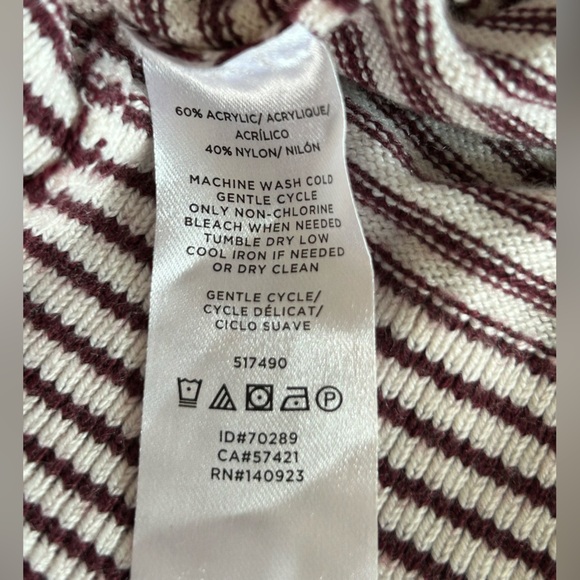 60% ACRYLIC/ ACRYLIQUE/
ACRÍLICO
40% NYLON/ NILÓN
MACHINE WASH COLD
GENTLE CYCLE
ONLY NON-CHLORINE
BLEACH WHEN NEEDED
TUMBLE DRY LOW
COOL IRON IF NEEDED
OR DRY CLEAN
GENTLE CYCLE/
CYCLE DÉLICAT/
CICLO SUAVE
517490
P
ID#70289
CA#57421
RN#140923